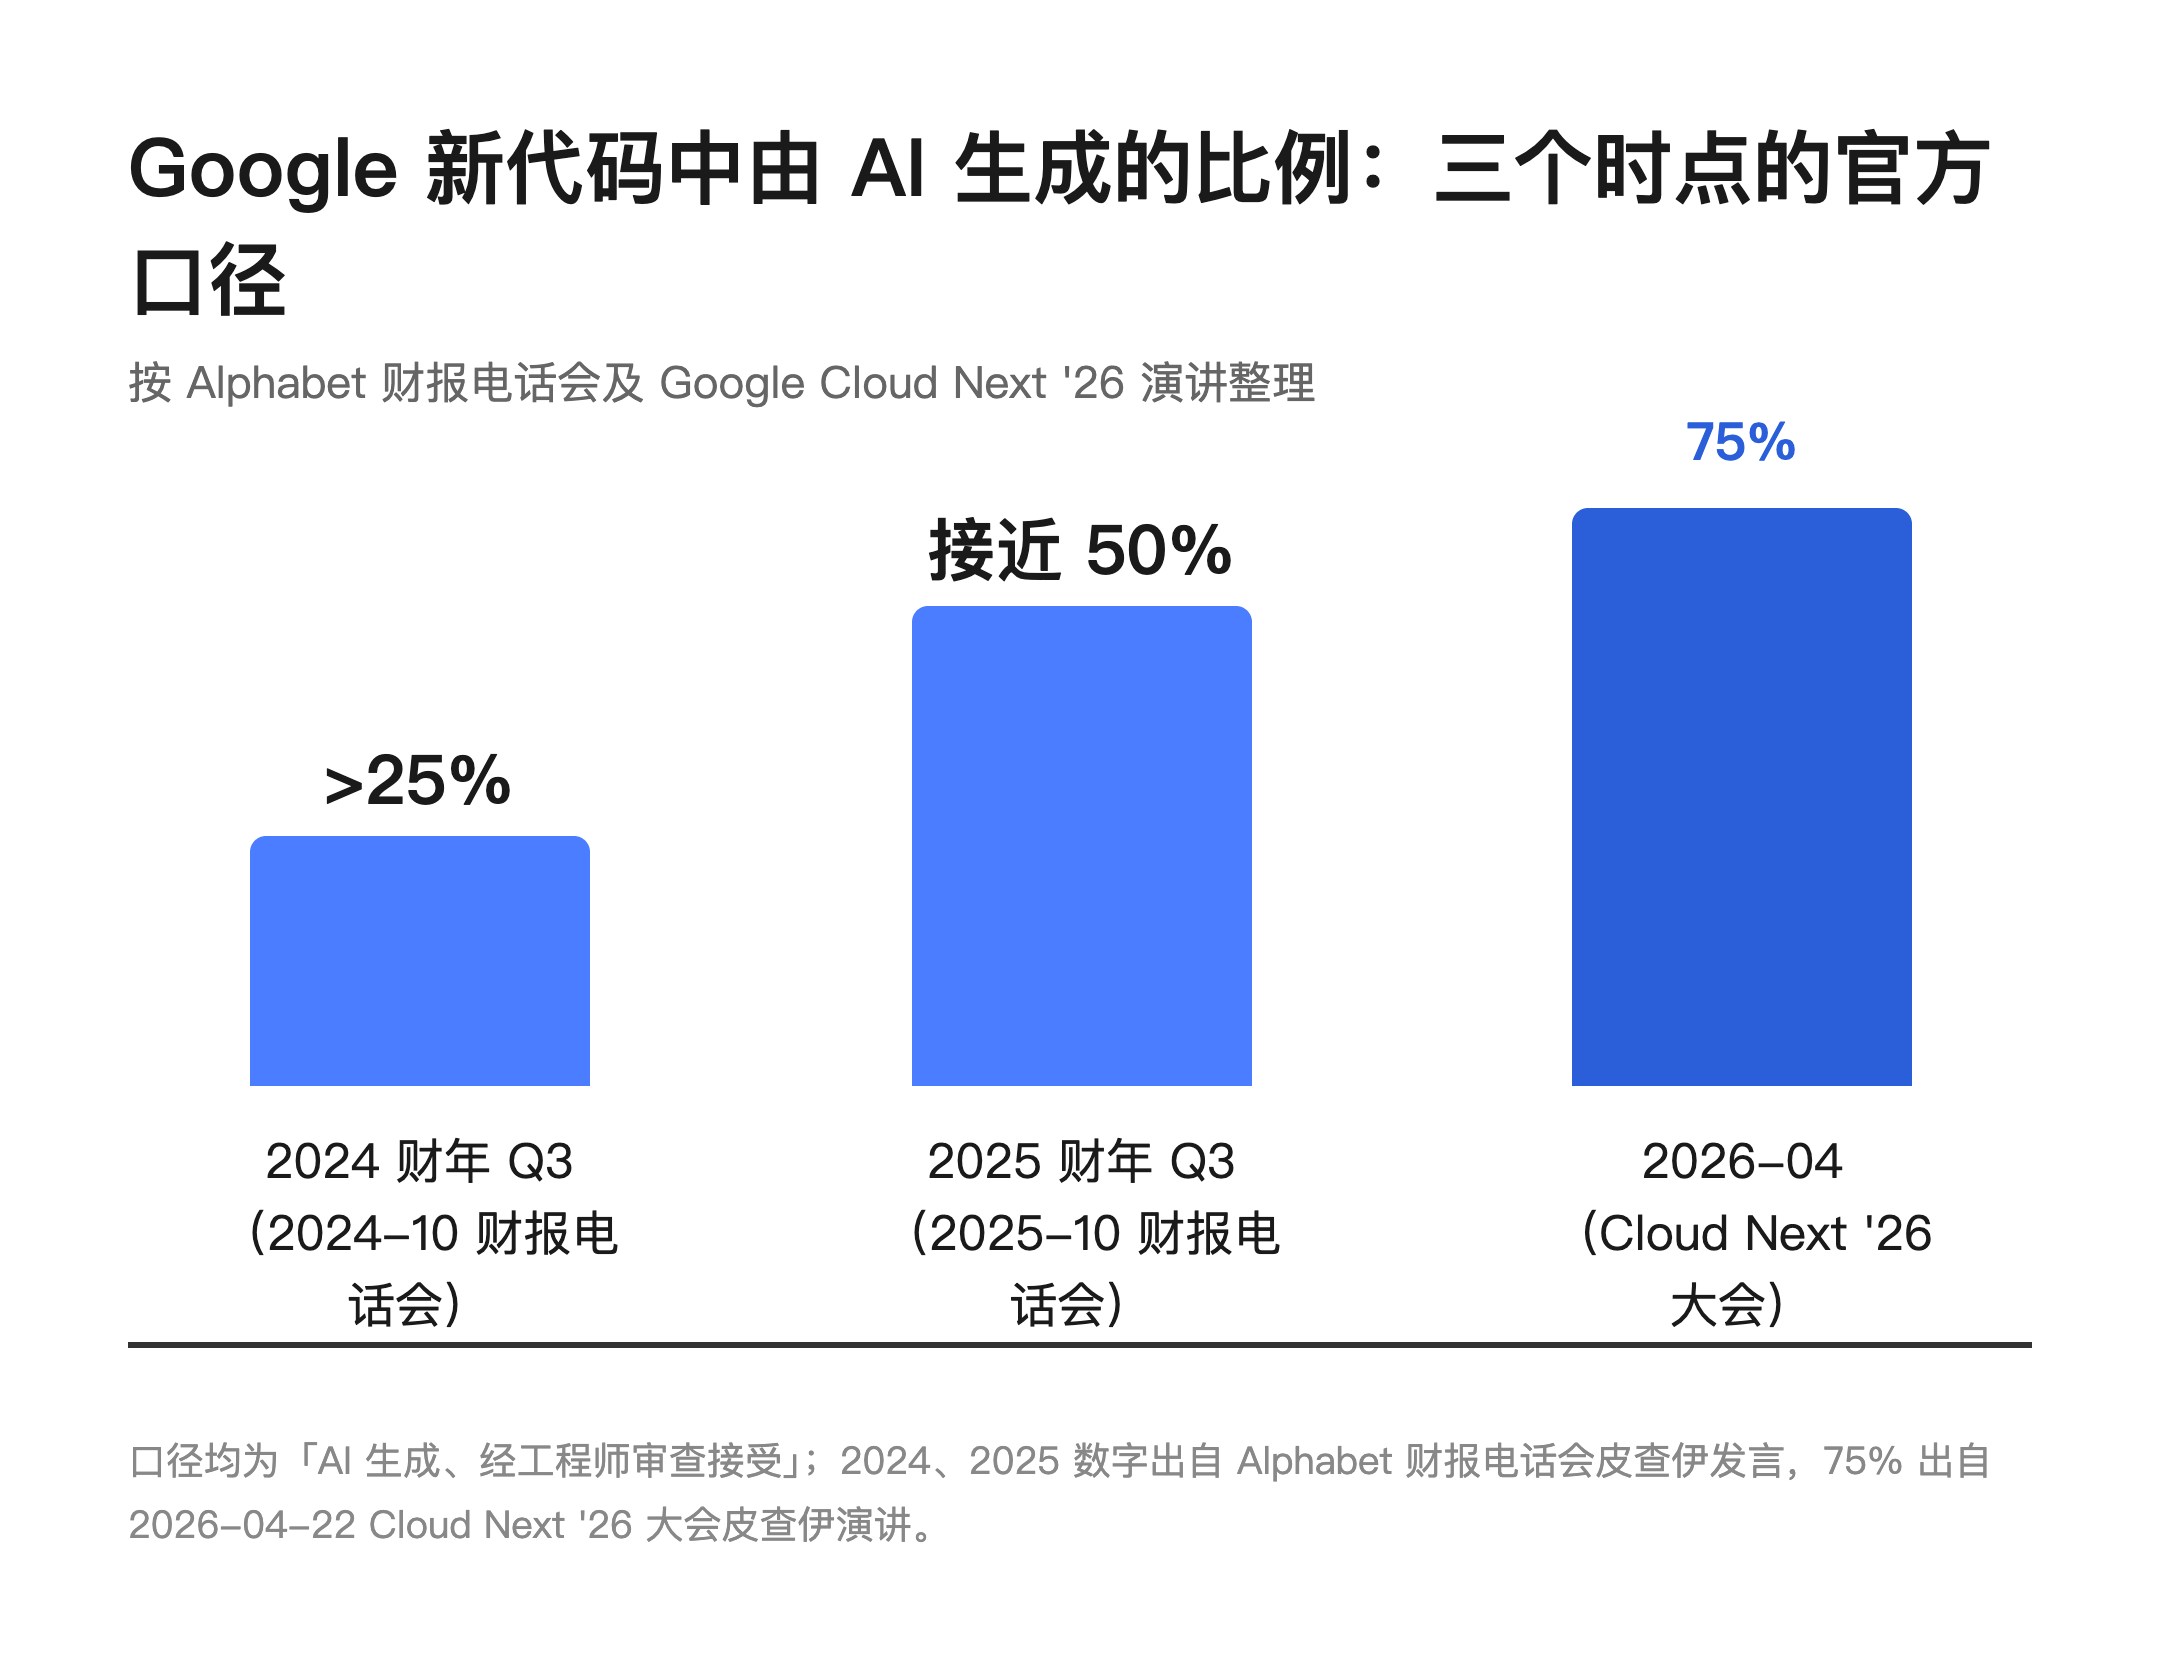 Google 新代码中由 AI 生成的比例：三个时点的官方
口径
按 Alphabet 财报电话会及 Google Cloud Next '26 演讲整理
75%
接近 50%
>25%
2024 财年 Q3
（2024-10 财报电
话会）
2025 财年 Q3
（2025-10 财报电
话会）
2026-04
（Cloud Next '26
大会）
口径均为「AI 生成、经工程师审查接受」；2024、2025 数字出自 Alphabet 财报电话会皮查伊发言，75% 出自
2026-04-22 Cloud Next '26 大会皮查伊演讲。